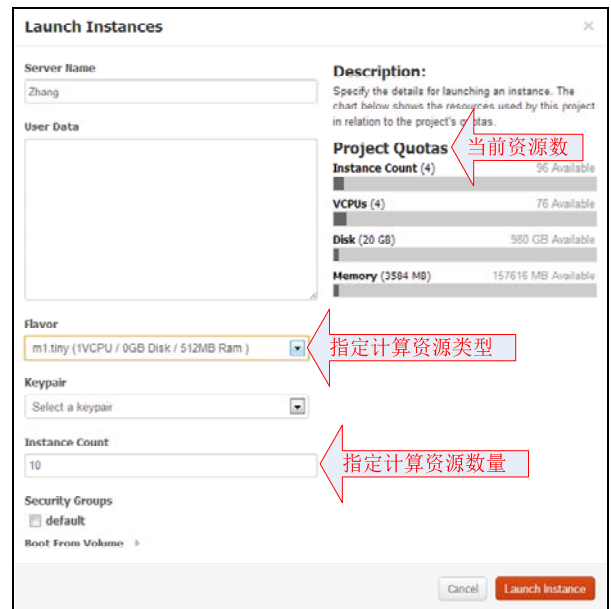 Launch Instances
×
Server Name
Zhang
User Data
Flavor
m1.tiny (1VCPU / 0GB Disk / 512MB Ram )
指定计算资源类型
Keypair
Select a keypair
Instance Count
10
指定计算资源数量
Security Groups
default
Boot From Volume
Description:
Specify the details for launching an instance. The
chart below shows the resources used by this project
in relation to the project's quotas.
Project Quotas
当前资源数
Instance Count (4) 96 Available
VCPUs (4) 76 Available
Disk (20 GB) 980 GB Available
Memory (3584 MB) 157616 MB Available
Cancel
Launch Instance